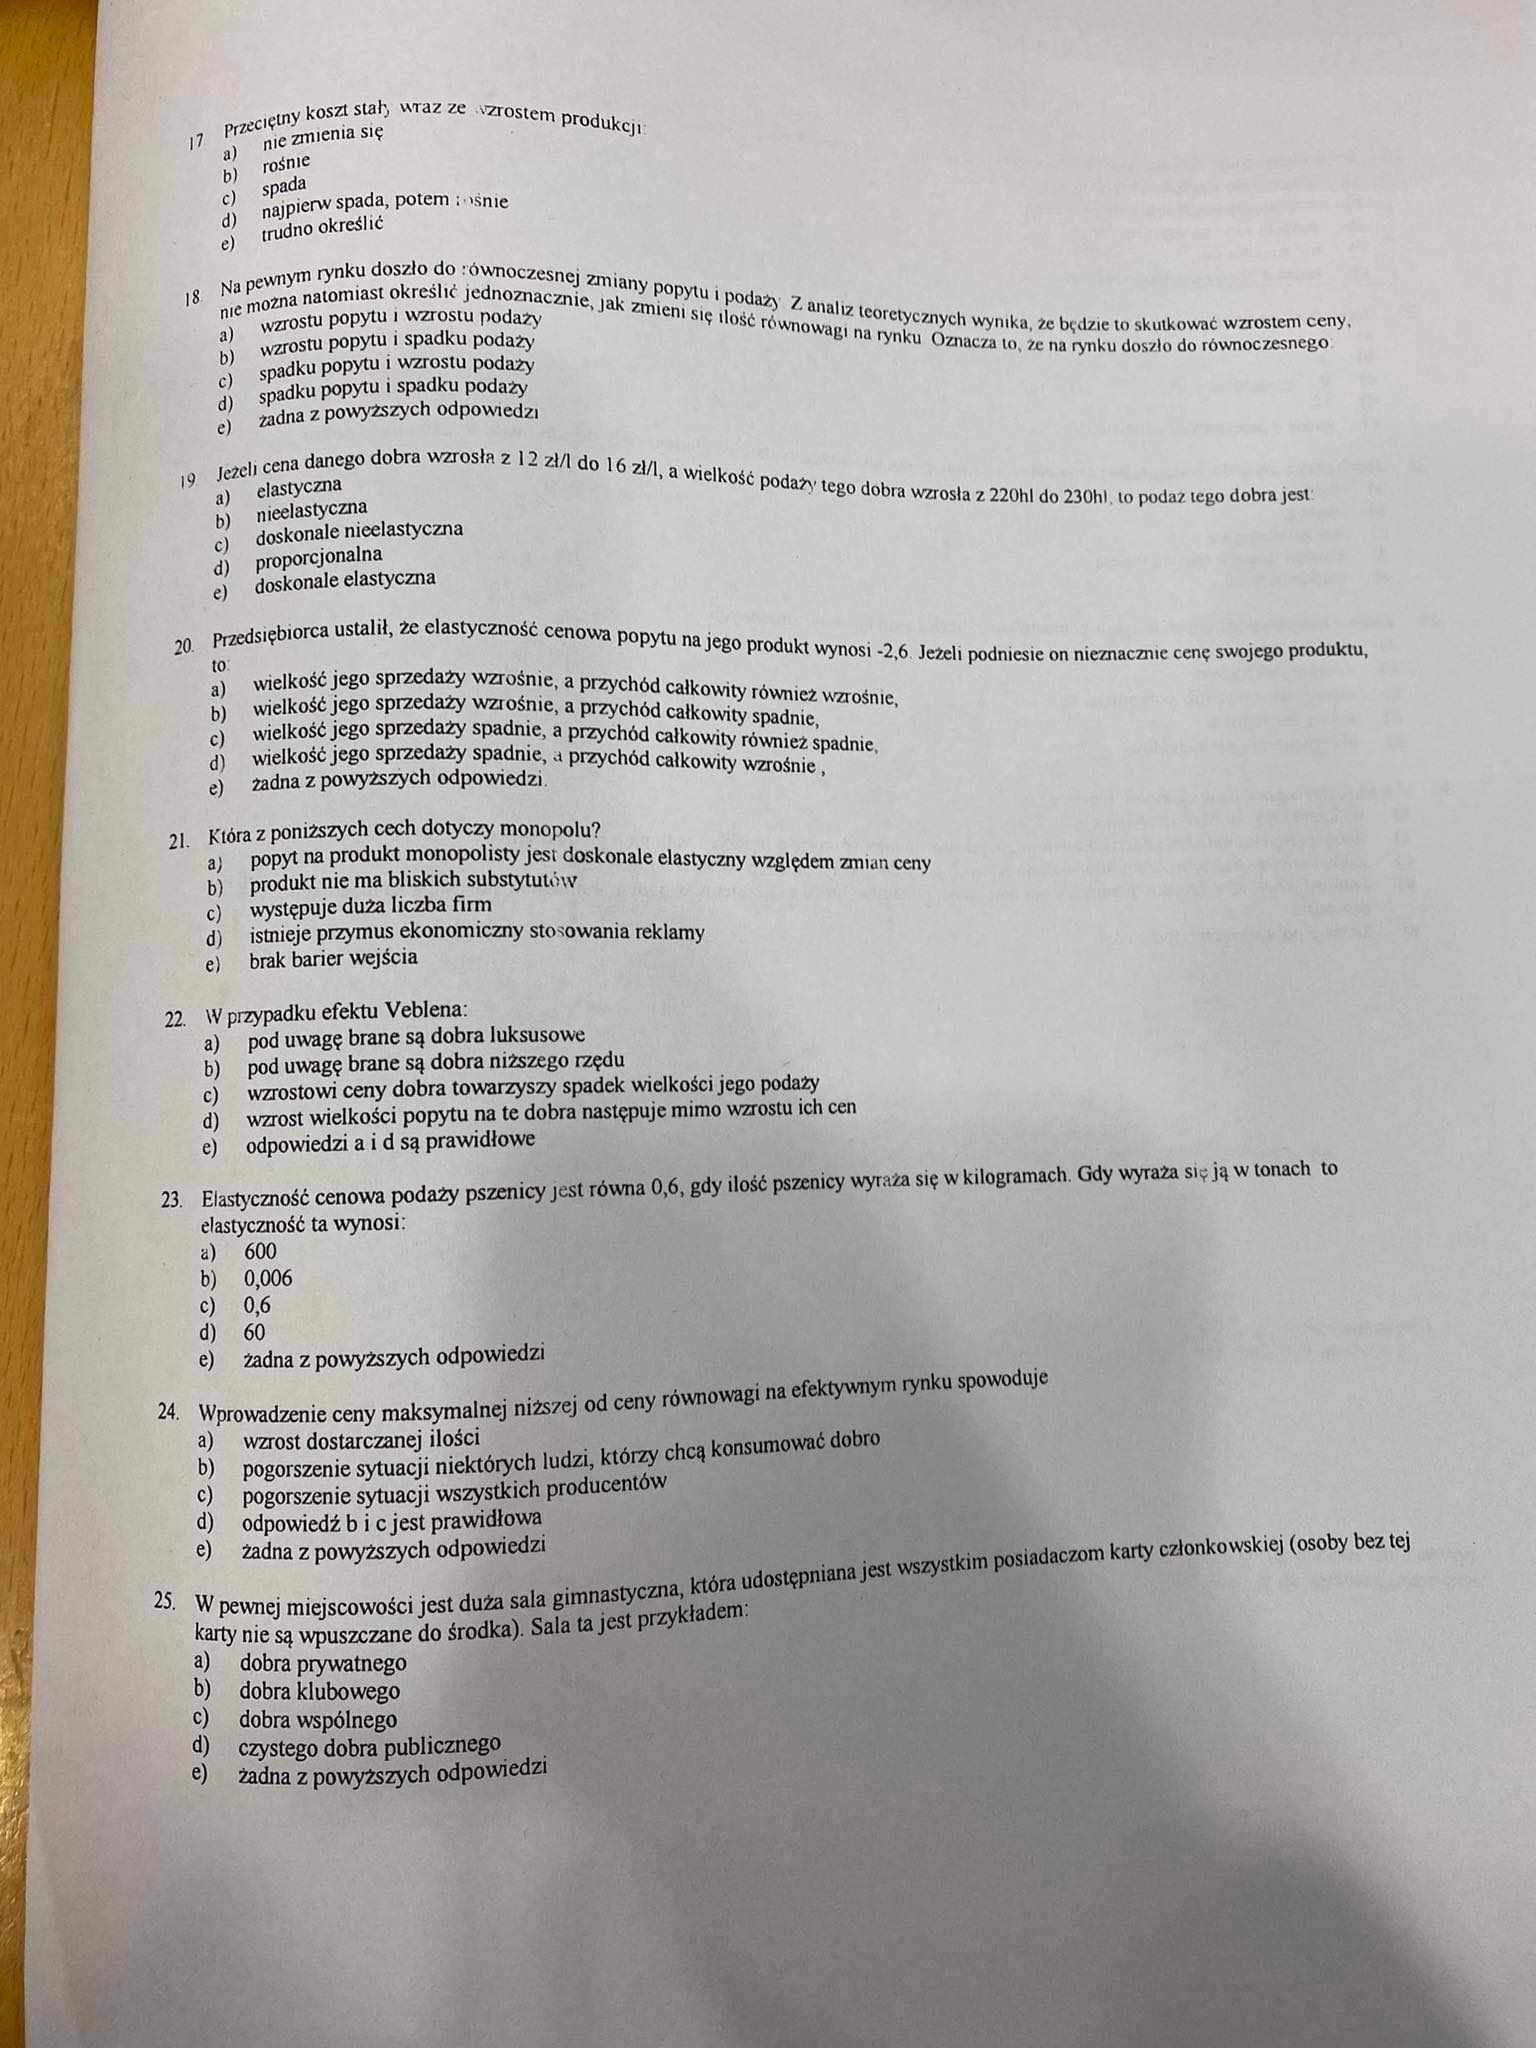 17 Przeciętny koszt stały wraz ze wzrostem produkcji:
a) nie zmienia się
b) rośnie
c) spada
d) najpierw spada, potem rośnie
e) trudno określić
18 Na pewnym rynku doszło do równoczesnej zmiany popytu i podaży Z analiz teoretycznych wynika, że będzie to skutkować wzrostem ceny,
nie można natomiast określić jednoznacznie, jak zmieni się ilość równowagi na rynku Oznacza to, że na rynku doszło do równoczesnego:
a) wzrostu popytu i wzrostu podaży
b) wzrostu popytu i spadku podaży
c) spadku popytu i wzrostu podaży
d) spadku popytu i spadku podaży
e) żadna z powyższych odpowiedzi
19 Jeżeli cena danego dobra wzrosła z 12 zł/l do 16 zł/l, a wielkość podaży tego dobra wzrosła z 220hl do 230hl, to podaż tego dobra jest:
a) elastyczna
b) nieelastyczna
c) doskonale nieelastyczna
d) proporcjonalna
e) doskonale elastyczna
20. Przedsiębiorca ustalił, że elastyczność cenowa popytu na jego produkt wynosi -2,6. Jeżeli podniesie on nieznacznie cenę swojego produktu,
to:
a) wielkość jego sprzedaży wzrośnie, a przychód całkowity również wzrośnie,
b) wielkość jego sprzedaży wzrośnie, a przychód całkowity spadnie,
c) wielkość jego sprzedaży spadnie, a przychód całkowity również spadnie,
d) wielkość jego sprzedaży spadnie, a przychód całkowity wzrośnie ,
e) żadna z powyższych odpowiedzi.
21. Która z poniższych cech dotyczy monopolu?
a) popyt na produkt monopolisty jest doskonale elastyczny względem zmian ceny
b) produkt nie ma bliskich substytutów
c) występuje duża liczba firm
d) istnieje przymus ekonomiczny stosowania reklamy
e) brak barier wejścia
22. W przypadku efektu Veblena:
a) pod uwagę brane są dobra luksusowe
b) pod uwagę brane są dobra niższego rzędu
c) wzrostowi ceny dobra towarzyszy spadek wielkości jego podaży
d) wzrost wielkości popytu na te dobra następuje mimo wzrostu ich cen
e) odpowiedzi a i d są prawidłowe
23. Elastyczność cenowa podaży pszenicy jest równa 0,6, gdy ilość pszenicy wyraża się w kilogramach. Gdy wyraża się ją w tonach to
elastyczność ta wynosi:
a) 600
b) 0,006
c) 0,6
d) 60
e) żadna z powyższych odpowiedzi
24. Wprowadzenie ceny maksymalnej niższej od ceny równowagi na efektywnym rynku spowoduje
a) wzrost dostarczanej ilości
b) pogorszenie sytuacji niektórych ludzi, którzy chcą konsumować dobro
c) pogorszenie sytuacji wszystkich producentów
d) odpowiedź b i c jest prawidłowa
e) żadna z powyższych odpowiedzi
25. W pewnej miejscowości jest duża sala gimnastyczna, która udostępniana jest wszystkim posiadaczom karty członkowskiej (osoby bez tej
karty nie są wpuszczane do środka). Sala ta jest przykładem:
a) dobra prywatnego
b) dobra klubowego
c) dobra wspólnego
d) czystego dobra publicznego
e) żadna z powyższych odpowiedzi